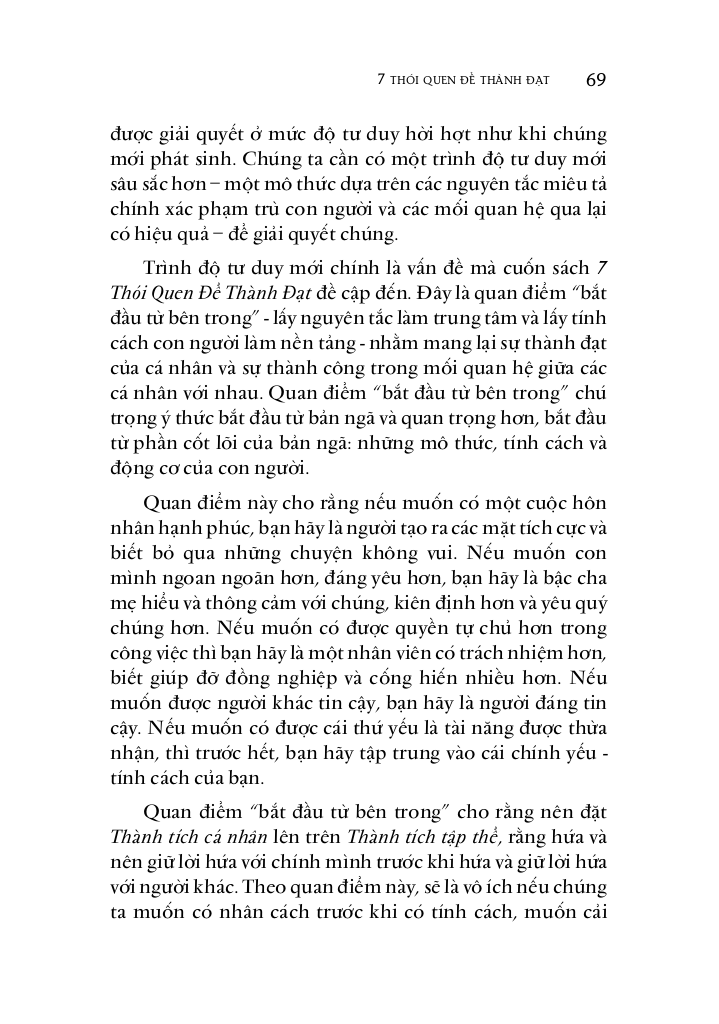 7 THÓI QUEN ĐỂ THÀNH ĐẠT 69
được giải quyết ở mức độ tư duy hời hợt như khi chúng
mới phát sinh. Chúng ta cần có một trình độ tư duy mới
sâu sắc hơn – một mô thức dựa trên các nguyên tắc miêu tả
chính xác phạm trù con người và các mối quan hệ qua lại
có hiệu quả – để giải quyết chúng.
Trình độ tư duy mới chính là vấn đề mà cuốn sách 7
Thói Quen Để Thành Đạt đề cập đến. Đây là quan điểm “bắt
đầu từ bên trong” - lấy nguyên tắc làm trung tâm và lấy tính
cách con người làm nền tảng - nhằm mang lại sự thành đạt
của cá nhân và sự thành công trong mối quan hệ giữa các
cá nhân với nhau. Quan điểm “bắt đầu từ bên trong” chú
trọng ý thức bắt đầu từ bản ngã và quan trọng hơn, bắt đầu
từ phần cốt lõi của bản ngã: những mô thức, tính cách và
động cơ của con người.
Quan điểm này cho rằng nếu muốn có một cuộc hôn
nhân hạnh phúc, bạn hãy là người tạo ra các mặt tích cực và
biết bỏ qua những chuyện không vui. Nếu muốn con
mình ngoan ngoãn hơn, đáng yêu hơn, bạn hãy là bậc cha
mẹ hiểu và thông cảm với chúng, kiên định hơn và yêu quý
chúng hơn. Nếu muốn có được quyền tự chủ hơn trong
công việc thì bạn hãy là một nhân viên có trách nhiệm hơn,
biết giúp đỡ đồng nghiệp và cống hiến nhiều hơn. Nếu
muốn được người khác tin cậy, bạn hãy là người đáng tin
cậy. Nếu muốn có được cái thứ yếu là tài năng được thừa
nhận, thì trước hết, bạn hãy tập trung vào cái chính yếu -
tính cách của bạn.
Quan điểm “bắt đầu từ bên trong” cho rằng nên đặt
Thành tích cá nhân lên trên Thành tích tập thể, rằng hứa và
nên giữ lời hứa với chính mình trước khi hứa và giữ lời hứa
với người khác. Theo quan điểm này, sẽ là vô ích nếu chúng
ta muốn có nhân cách trước khi có tính cách, muốn cải